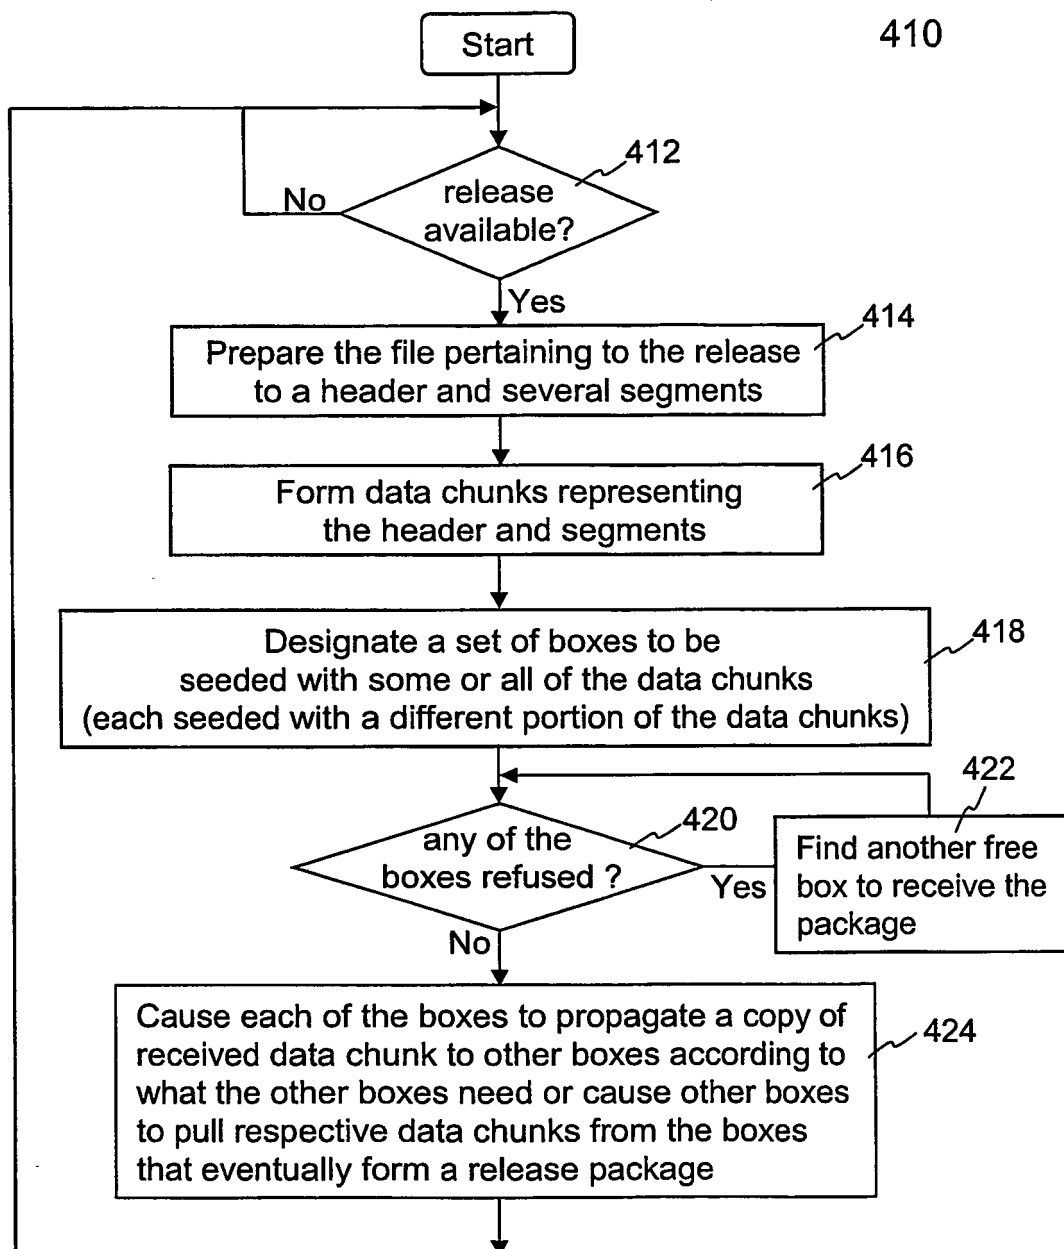 410
Start
412
release
available?
No
Yes
414
Prepare the file pertaining to the release
to a header and several segments
416
Form data chunks representing
the header and segments
418
Designate a set of boxes to be
seeded with some or all of the data chunks
(each seeded with a different portion of the data chunks)
422
420
any of the
boxes refused ?
Yes
Find another free
box to receive the
package
No
424
Cause each of the boxes to propagate a copy of
received data chunk to other boxes according to
what the other boxes need or cause other boxes
to pull respective data chunks from the boxes
that eventually form a release package